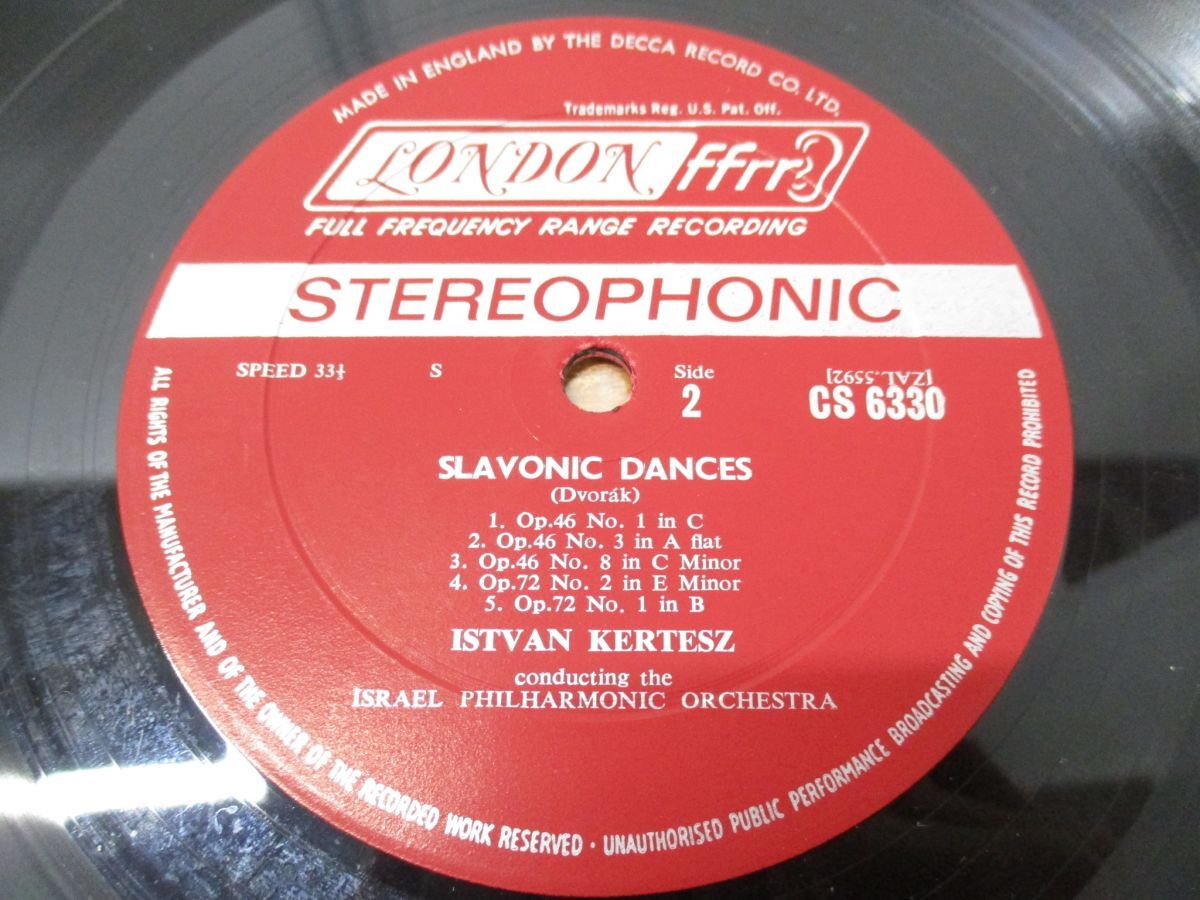 MADE IN ENGLAND BY THE DECCA RECORD CO. LTD.
Trademarks Reg. U.S. Pat. Off.
LONDON ffrr
FULL FREQUENCY RANGE RECORDING
STEREOPHONIC
SPEED 33⅓ S Side 2
[ZAL.5592]
CS 6330
SLAVONIC DANCES
(Dvorák)
1. Op.46 No. 1 in C
2. Op.46 No. 3 in A flat
3. Op.46 No. 8 in C Minor
4. Op.72 No. 2 in E Minor
5. Op.72 No. 1 in B
ISTVAN KERTESZ
conducting the
ISRAEL PHILHARMONIC ORCHESTRA
ALL RIGHTS OF THE MANUFACTURER AND OF THE OWNER OF THE RECORDED WORK RESERVED · UNAUTHORISED PUBLIC PERFORMANCE BROADCASTING AND COPYING OF THIS RECORD PROHIBITED